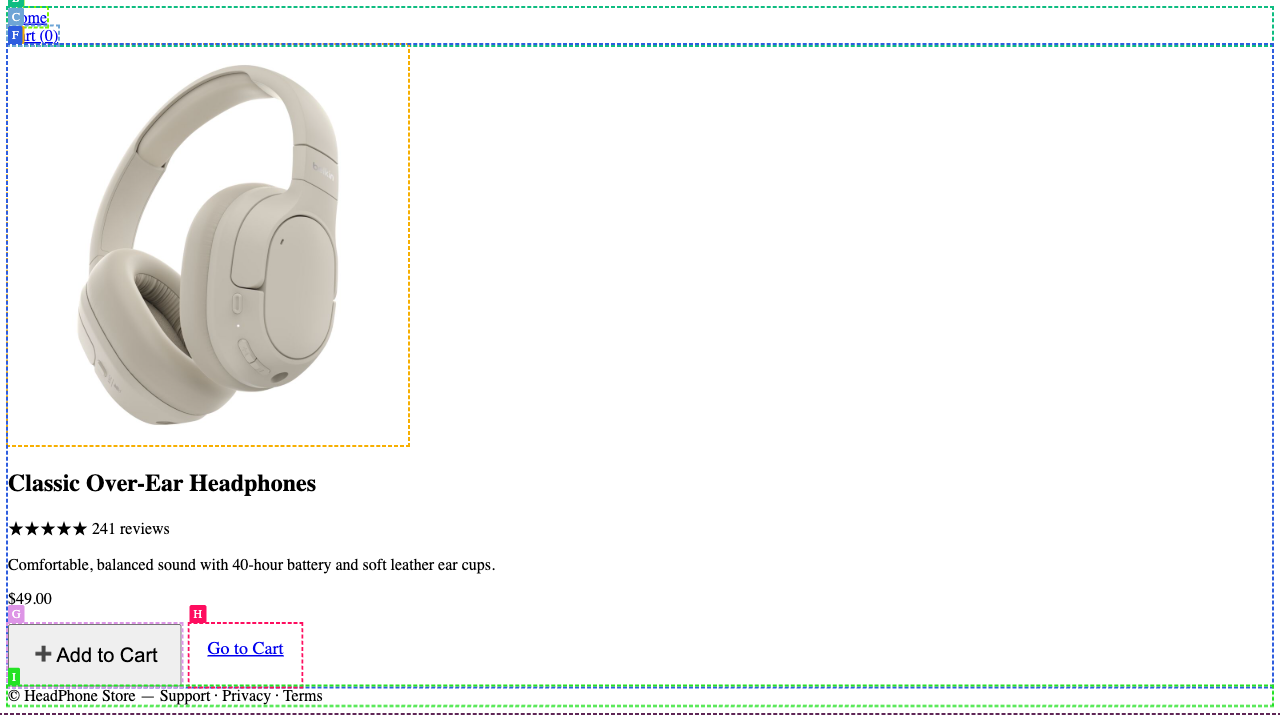 C ome
F rt (0)
Classic Over-Ear Headphones
★★★★★ 241 reviews
Comfortable, balanced sound with 40-hour battery and soft leather ear cups.
$49.00
G
H
➕ Add to Cart
Go to Cart
I
© HeadPhone Store — Support · Privacy · Terms